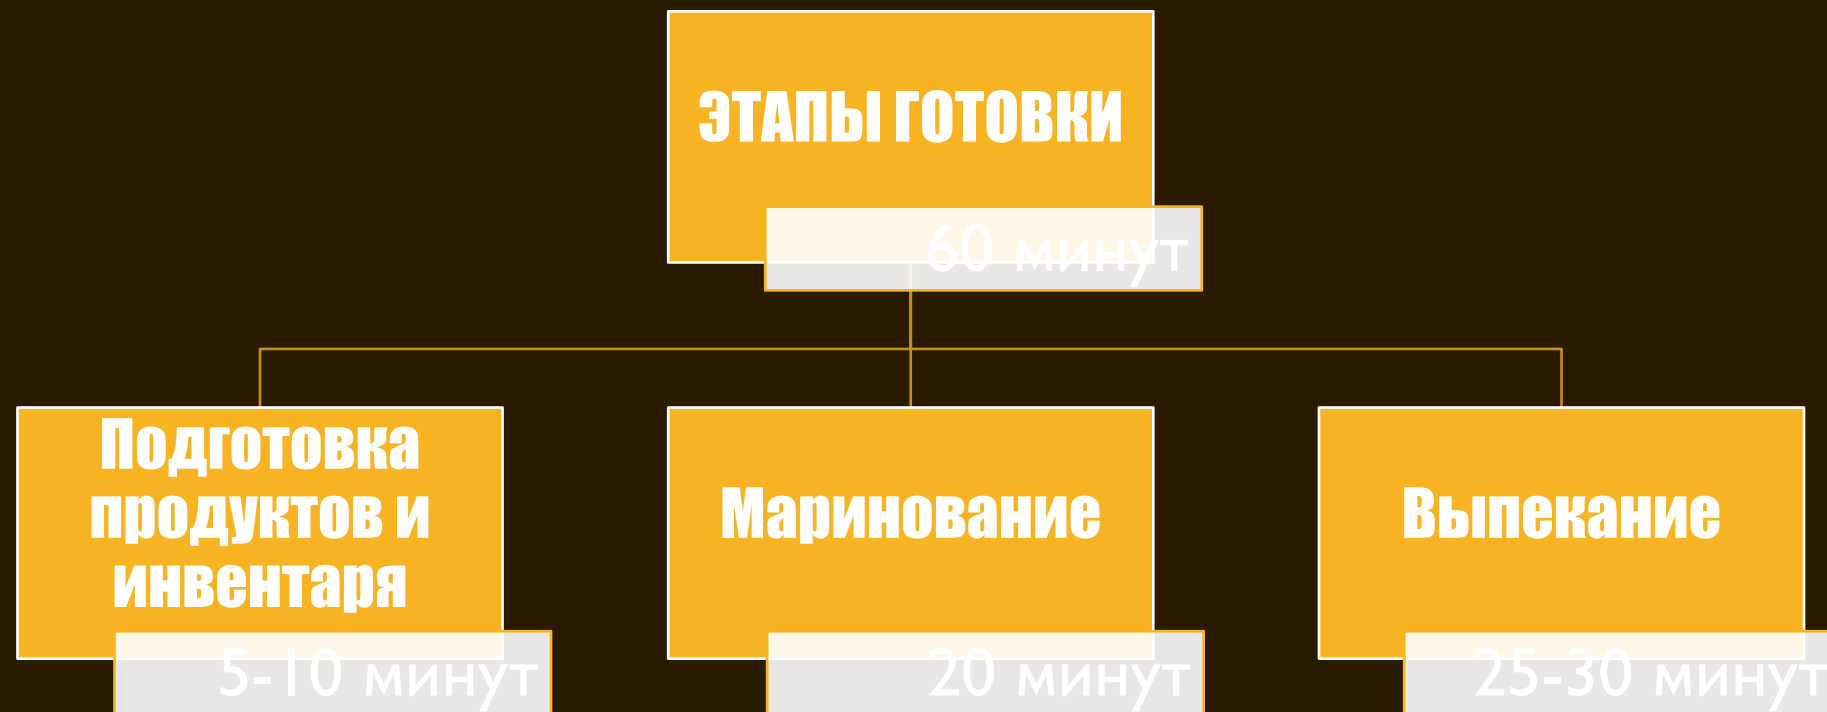 ЭТАПЫ ГОТОВКИ
60 минут
Подготовка
продуктов и
инвентаря
5-10 минут
Маринование
20 минут
Выпекание
25-30 минут